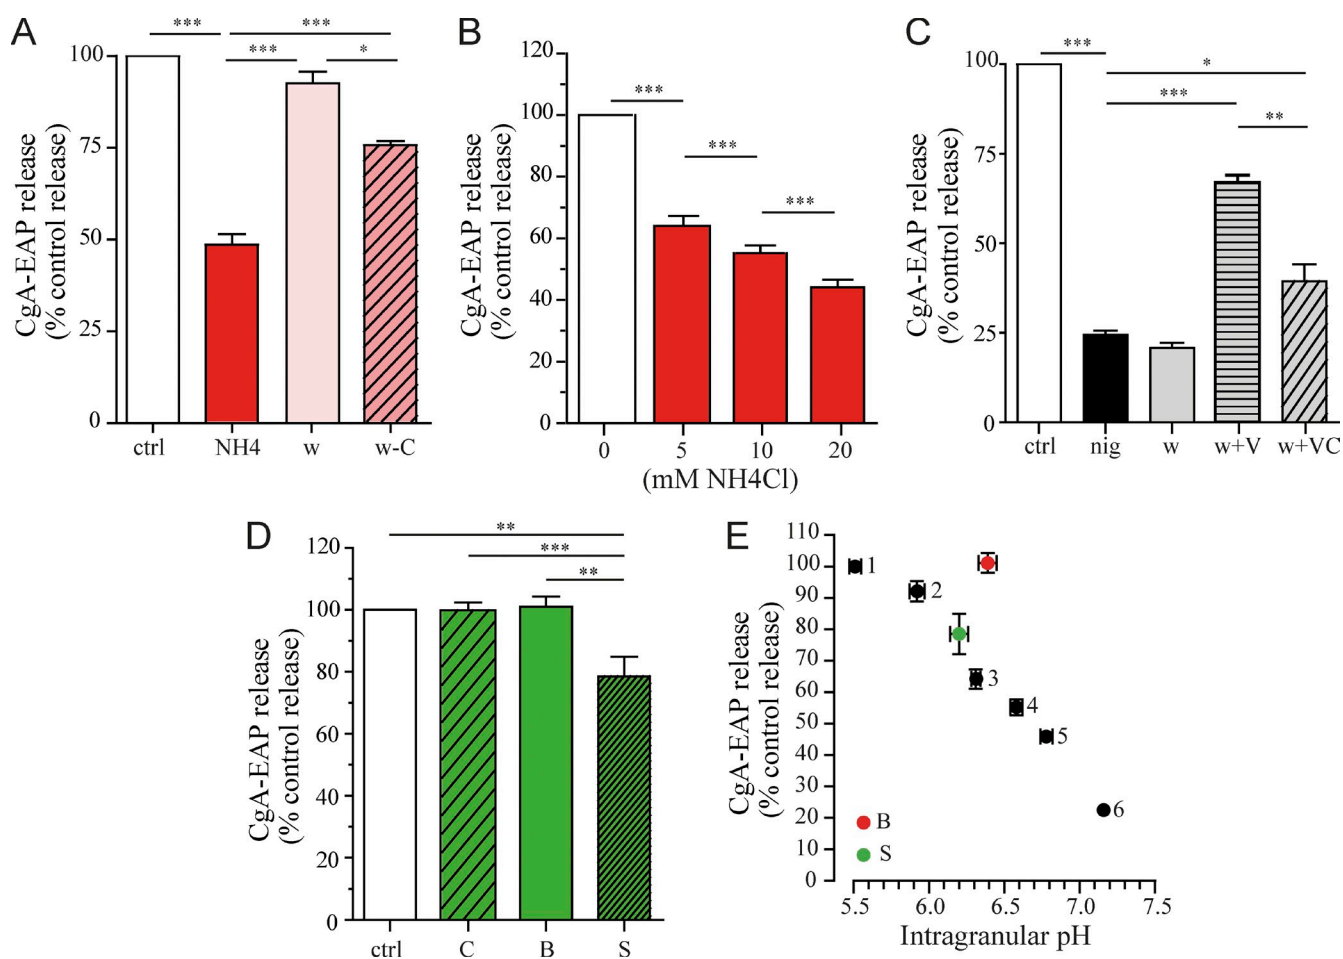 A
CgA-EAP release
(% control release)
100
75
50
25
0
***
***
***
*
ctrl NH4 w w-C
B
CgA-EAP release
(% control release)
120
100
80
60
40
20
0
***
***
***
0 5 10 20
(mM NH4Cl)
C
CgA-EAP release
(% control release)
100
75
50
25
0
***
*
***
**
ctrl nig w w+V w+VC
D
CgA-EAP release
(% control release)
120
100
80
100
40
20
0
**
***
**
ctrl C B S
E
CgA-EAP release
(% control release)
110
100
90
80
70
60
50
40
30
20
10
0
1
2
3
4
5
6
B
S
5.5 6.0 6.5 7.0 7.5
Intragranular pH